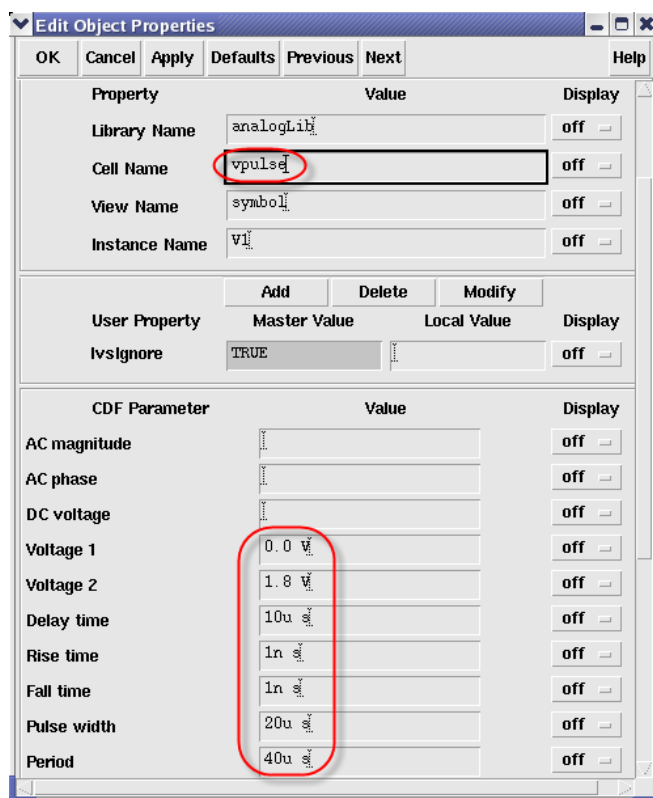 Edit Object Properties
OK Cancel Apply Defaults Previous Next Help
Property Value Display
Library Name analogLib off
Cell Name vpulse off
View Name symbol off
Instance Name V1 off
Add Delete Modify
User Property Master Value Local Value Display
lvsIgnore TRUE off
CDF Parameter Value Display
AC magnitude off
AC phase off
DC voltage off
Voltage 1 0.0 V off
Voltage 2 1.8 V off
Delay time 10u s off
Rise time 1n s off
Fall time 1n s off
Pulse width 20u s off
Period 40u s off